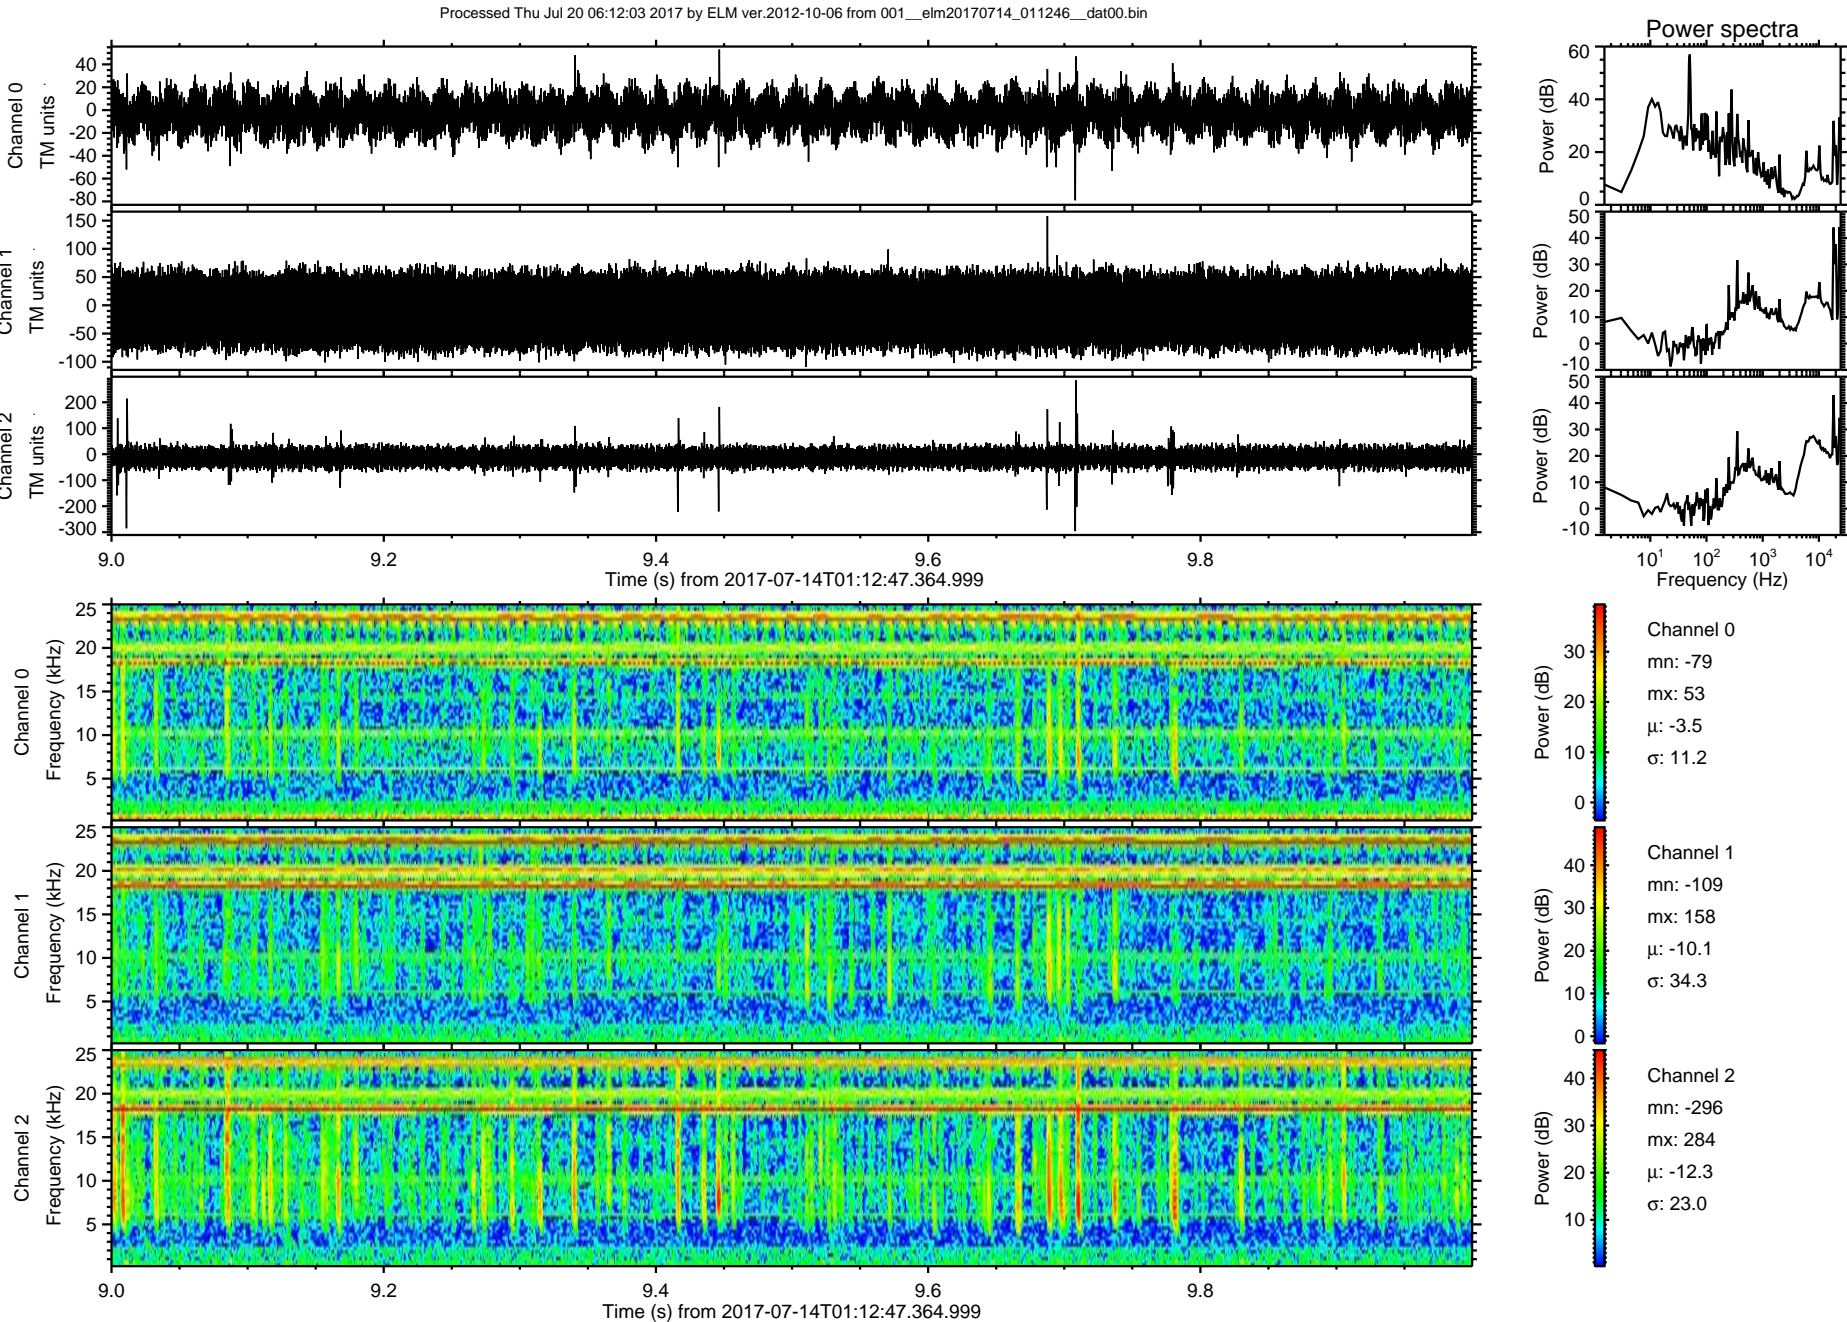 Processed Thu Jul 20 06:12:03 2017 by ELM ver.2012-10-06 from 001__elm20170714_011246__dat00.bin
Power spectra
Channel 0
TM units
40
20
0
-20
-40
-60
-80
Power (dB)
60
40
20
0
Channel 1
TM units
150
100
50
0
-50
-100
Power (dB)
50
40
30
20
10
0
-10
Channel 2
TM units
200
100
0
-100
-200
-300
Power (dB)
50
40
30
20
10
0
-10
9.0 9.2 9.4 9.6 9.8
Time (s) from 2017-07-14T01:12:47.364.999
10^1 10^2 10^3 10^4
Frequency (Hz)
Channel 0
Frequency (kHz)
25
20
15
10
5
Power (dB)
30
20
10
0
Channel 0
mn: -79
mx: 53
μ: -3.5
σ: 11.2
Channel 1
Frequency (kHz)
25
20
15
10
5
Power (dB)
40
30
20
10
0
Channel 1
mn: -109
mx: 158
μ: -10.1
σ: 34.3
Channel 2
Frequency (kHz)
25
20
15
10
5
Power (dB)
40
30
20
10
Channel 2
mn: -296
mx: 284
μ: -12.3
σ: 23.0
9.0 9.2 9.4 9.6 9.8
Time (s) from 2017-07-14T01:12:47.364.999